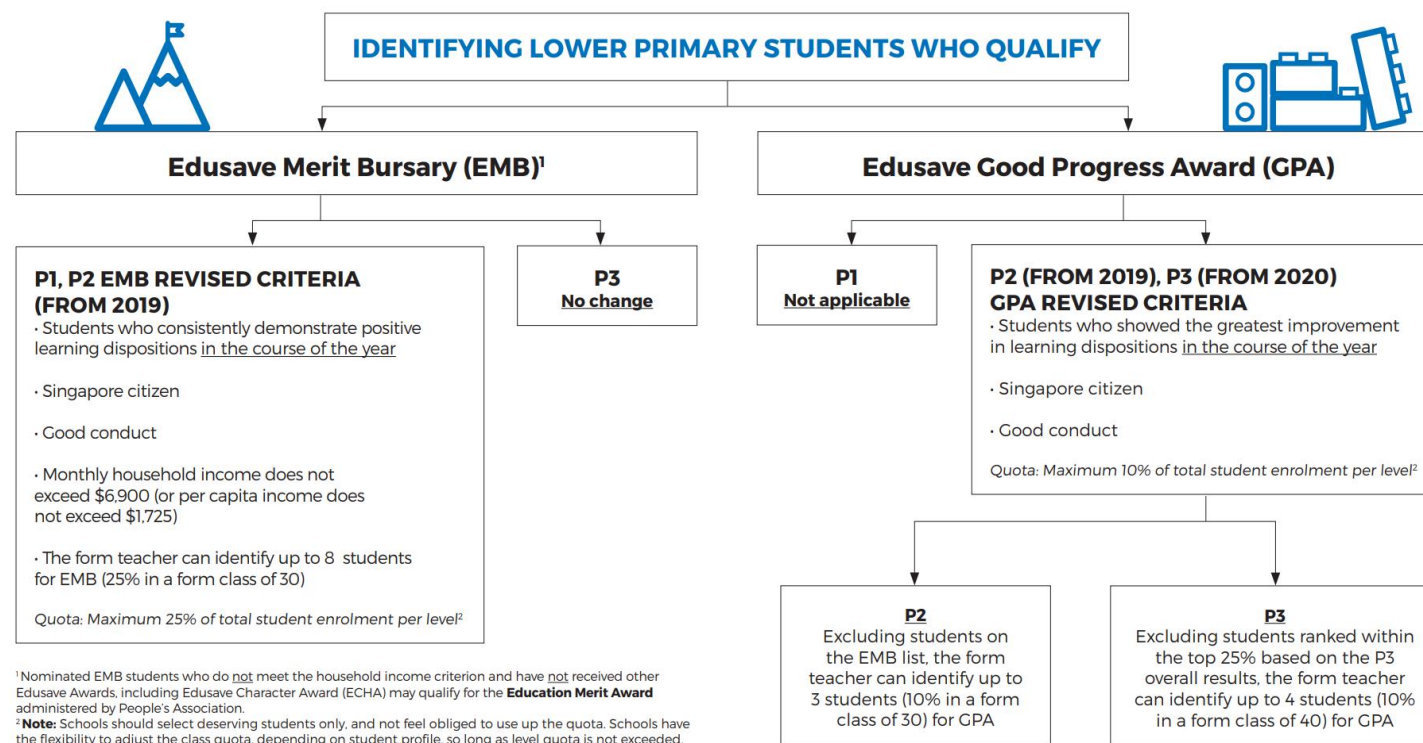 IDENTIFYING LOWER PRIMARY STUDENTS WHO QUALIFY
Edusave Merit Bursary (EMB)¹
P1, P2 EMB REVISED CRITERIA
(FROM 2019)
· Students who consistently demonstrate positive
learning dispositions in the course of the year
· Singapore citizen
· Good conduct
· Monthly household income does not
exceed $6,900 (or per capita income does
not exceed $1,725)
· The form teacher can identify up to 8 students
for EMB (25% in a form class of 30)
Quota: Maximum 25% of total student enrolment per level²
P3
No change
Edusave Good Progress Award (GPA)
P1
Not applicable
P2 (FROM 2019), P3 (FROM 2020)
GPA REVISED CRITERIA
· Students who showed the greatest improvement
in learning dispositions in the course of the year
· Singapore citizen
· Good conduct
Quota: Maximum 10% of total student enrolment per level²
P2
Excluding students on
the EMB list, the form
teacher can identify up to
3 students (10% in a form
class of 30) for GPA
P3
Excluding students ranked within
the top 25% based on the P3
overall results, the form teacher
can identify up to 4 students (10%
in a form class of 40) for GPA
¹ Nominated EMB students who do not meet the household income criterion and have not received other
Edusave Awards, including Edusave Character Award (ECHA) may qualify for the Education Merit Award
administered by People's Association.
² Note: Schools should select deserving students only, and not feel obliged to use up the quota. Schools have
the flexibility to adjust the class quota, depending on student profile, so long as level quota is not exceeded.